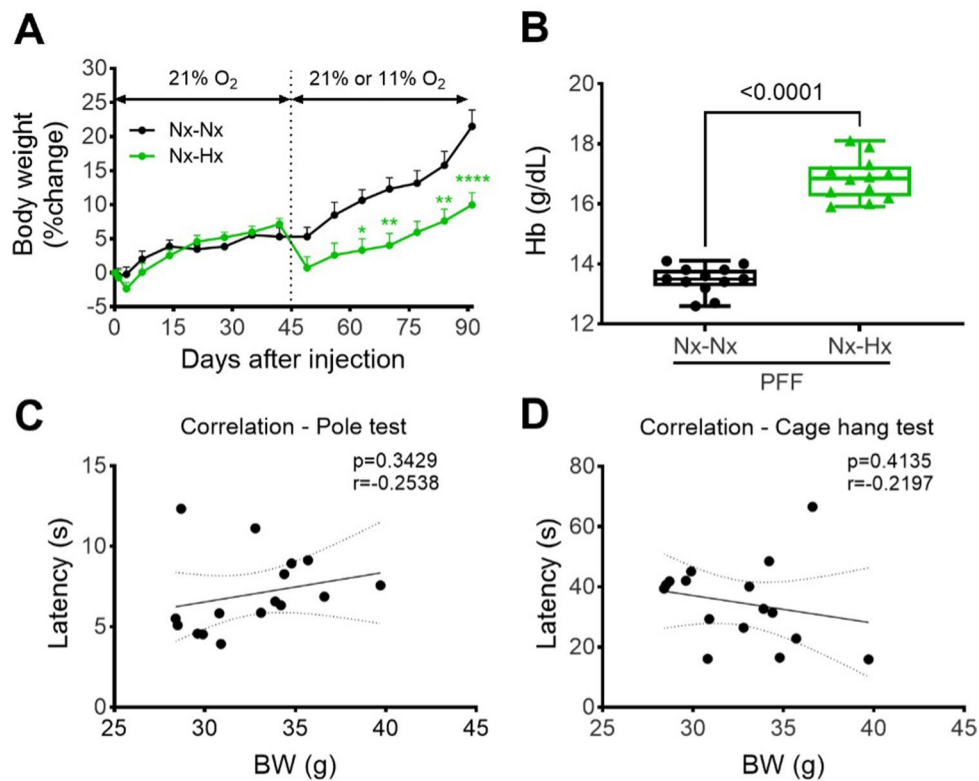 A
21% O2
21% or 11% O2
Nx-Nx
Nx-Hx
*
**
**
****
30
25
20
15
10
5
0
-5
Body weight
(%change)
0
15
30
45
60
75
90
Days after injection
B
<0.0001
20
18
16
14
12
Hb (g/dL)
Nx-Nx
Nx-Hx
PFF
C
Correlation - Pole test
p=0.3429
r=-0.2538
15
10
5
0
Latency (s)
25
30
35
40
45
BW (g)
D
Correlation - Cage hang test
p=0.4135
r=-0.2197
80
60
40
20
0
Latency (s)
25
30
35
40
45
BW (g)